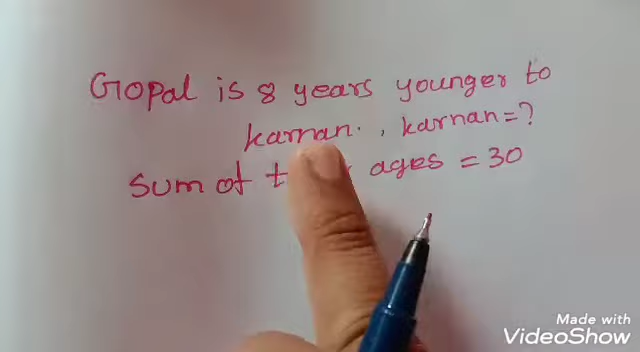 Gopal is 8 years younger to
karnan. , karnan=?
Sum of ages = 30
Made with
VideoShow